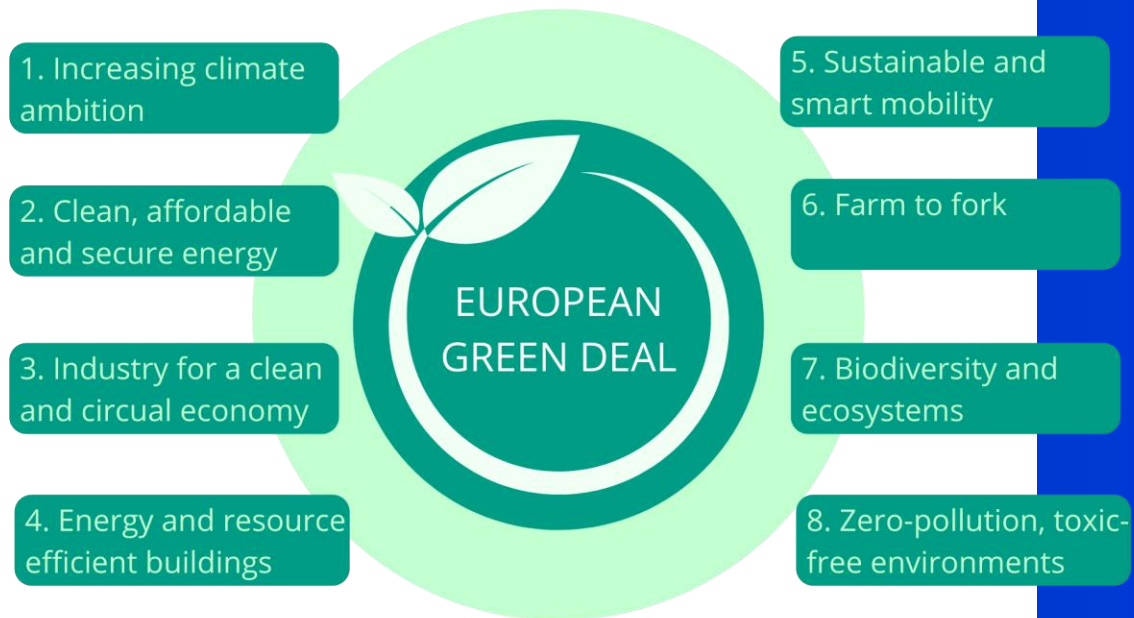 1. Increasing climate
ambition
2. Clean, affordable
and secure energy
3. Industry for a clean
and circual economy
4. Energy and resource
efficient buildings
EUROPEAN
GREEN DEAL
5. Sustainable and
smart mobility
6. Farm to fork
7. Biodiversity and
ecosystems
8. Zero-pollution, toxic-
free environments